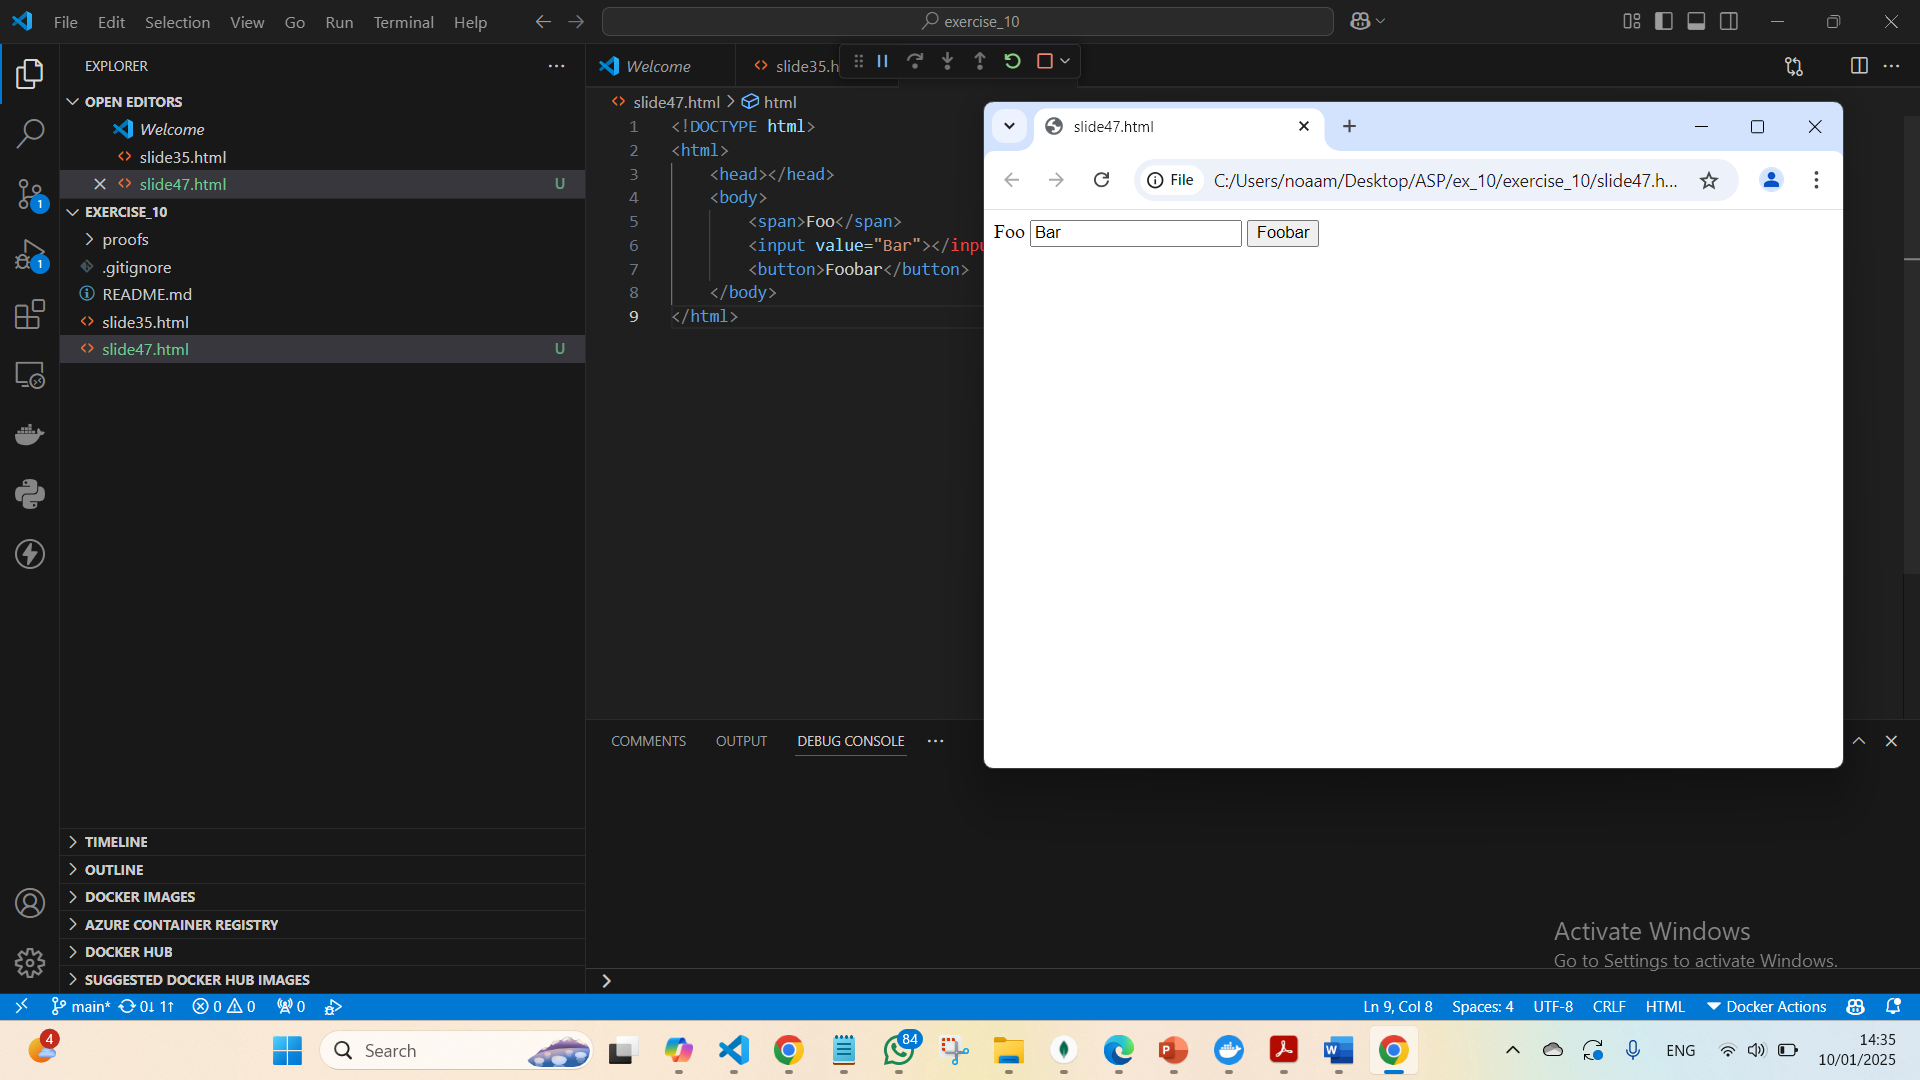 File Edit Selection View Go Run Terminal Help
exercise_10
EXPLORER
OPEN EDITORS
Welcome
slide35.html
slide47.html U
EXERCISE_10
proofs
.gitignore
README.md
slide35.html
slide47.html U
TIMELINE
OUTLINE
DOCKER IMAGES
AZURE CONTAINER REGISTRY
DOCKER HUB
SUGGESTED DOCKER HUB IMAGES
1
1
Welcome slide35.h
slide47.html > html
1 <!DOCTYPE html>
2 <html>
3 <head></head>
4 <body>
5 <span>Foo</span>
6 <input value="Bar"></inpu
7 <button>Foobar</button>
8 </body>
9 </html>
COMMENTS OUTPUT DEBUG CONSOLE
slide47.html
File C:/Users/noaam/Desktop/ASP/ex_10/exercise_10/slide47.h...
Foo Bar Foobar
Activate Windows
Go to Settings to activate Windows.
main* 0↓ 1↑ 0 0 0
Ln 9, Col 8 Spaces: 4 UTF-8 CRLF HTML Docker Actions
4
Search
84
ENG
14:35
10/01/2025